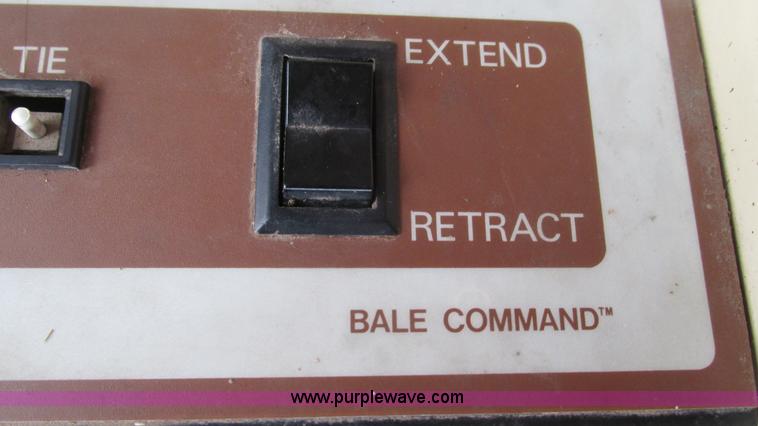 TIE
EXTEND
RETRACT
BALE COMMAND™
www.purplewave.com